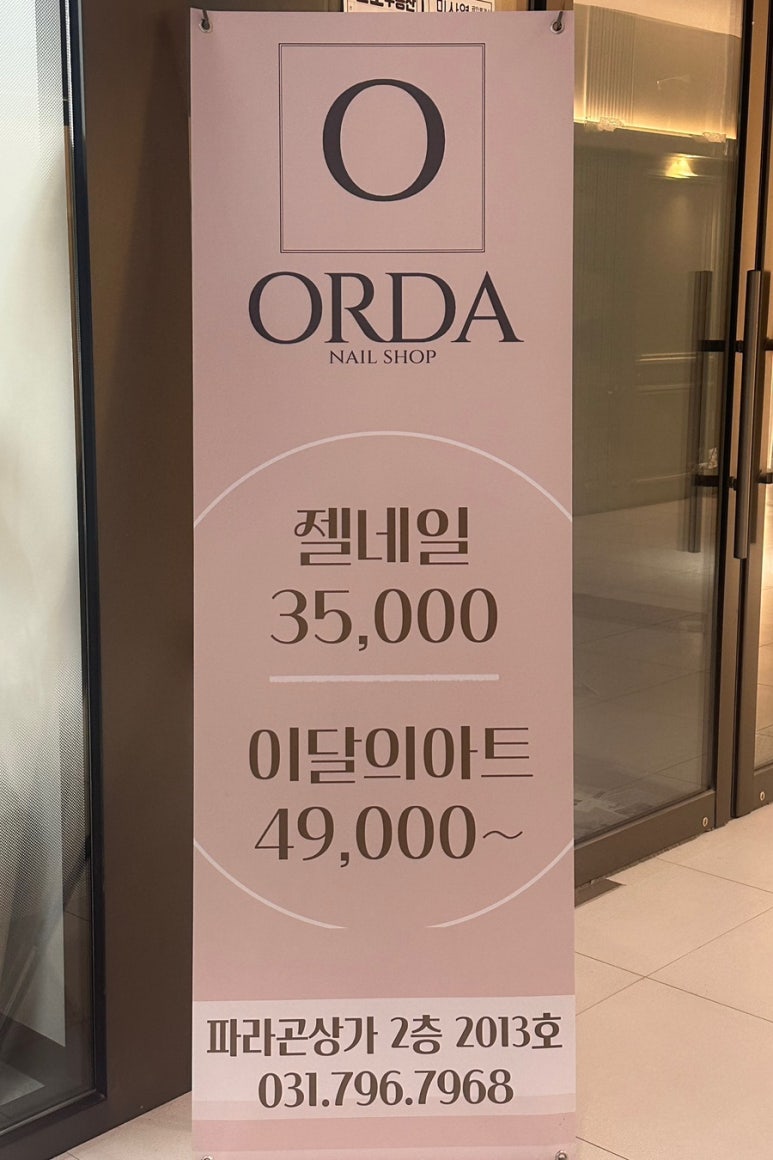 O
ORDA
NAIL SHOP
젤네일
35,000
이달의아트
49,000~
파라곤상가 2층 2013호
031.796.7968